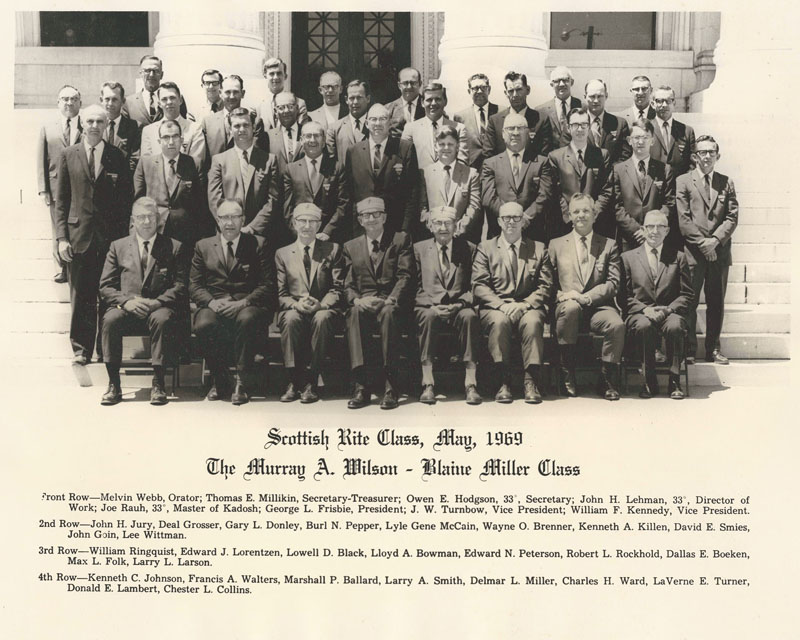 Scottish Rite Class, May, 1969
The Murray A. Wilson - Blaine Miller Class
Front Row—Melvin Webb, Orator; Thomas E. Millikin, Secretary-Treasurer; Owen E. Hodgson, 33°, Secretary; John H. Lehman, 33°, Director of
Work; Joe Rauh, 33°, Master of Kadosh; George L. Frisbie, President; J. W. Turnbow, Vice President; William F. Kennedy, Vice President.
2nd Row—John H. Jury, Deal Grosser, Gary L. Donley, Burl N. Pepper, Lyle Gene McCain, Wayne O. Brenner, Kenneth A. Killen, David E. Smies,
John Goin, Lee Wittman.
3rd Row—William Ringquist, Edward J. Lorentzen, Lowell D. Black, Lloyd A. Bowman, Edward N. Peterson, Robert L. Rockhold, Dallas E. Boeken,
Max L. Folk, Larry L. Larson.
4th Row—Kenneth C. Johnson, Francis A. Walters, Marshall P. Ballard, Larry A. Smith, Delmar L. Miller, Charles H. Ward, LaVerne E. Turner,
Donald E. Lambert, Chester L. Collins.